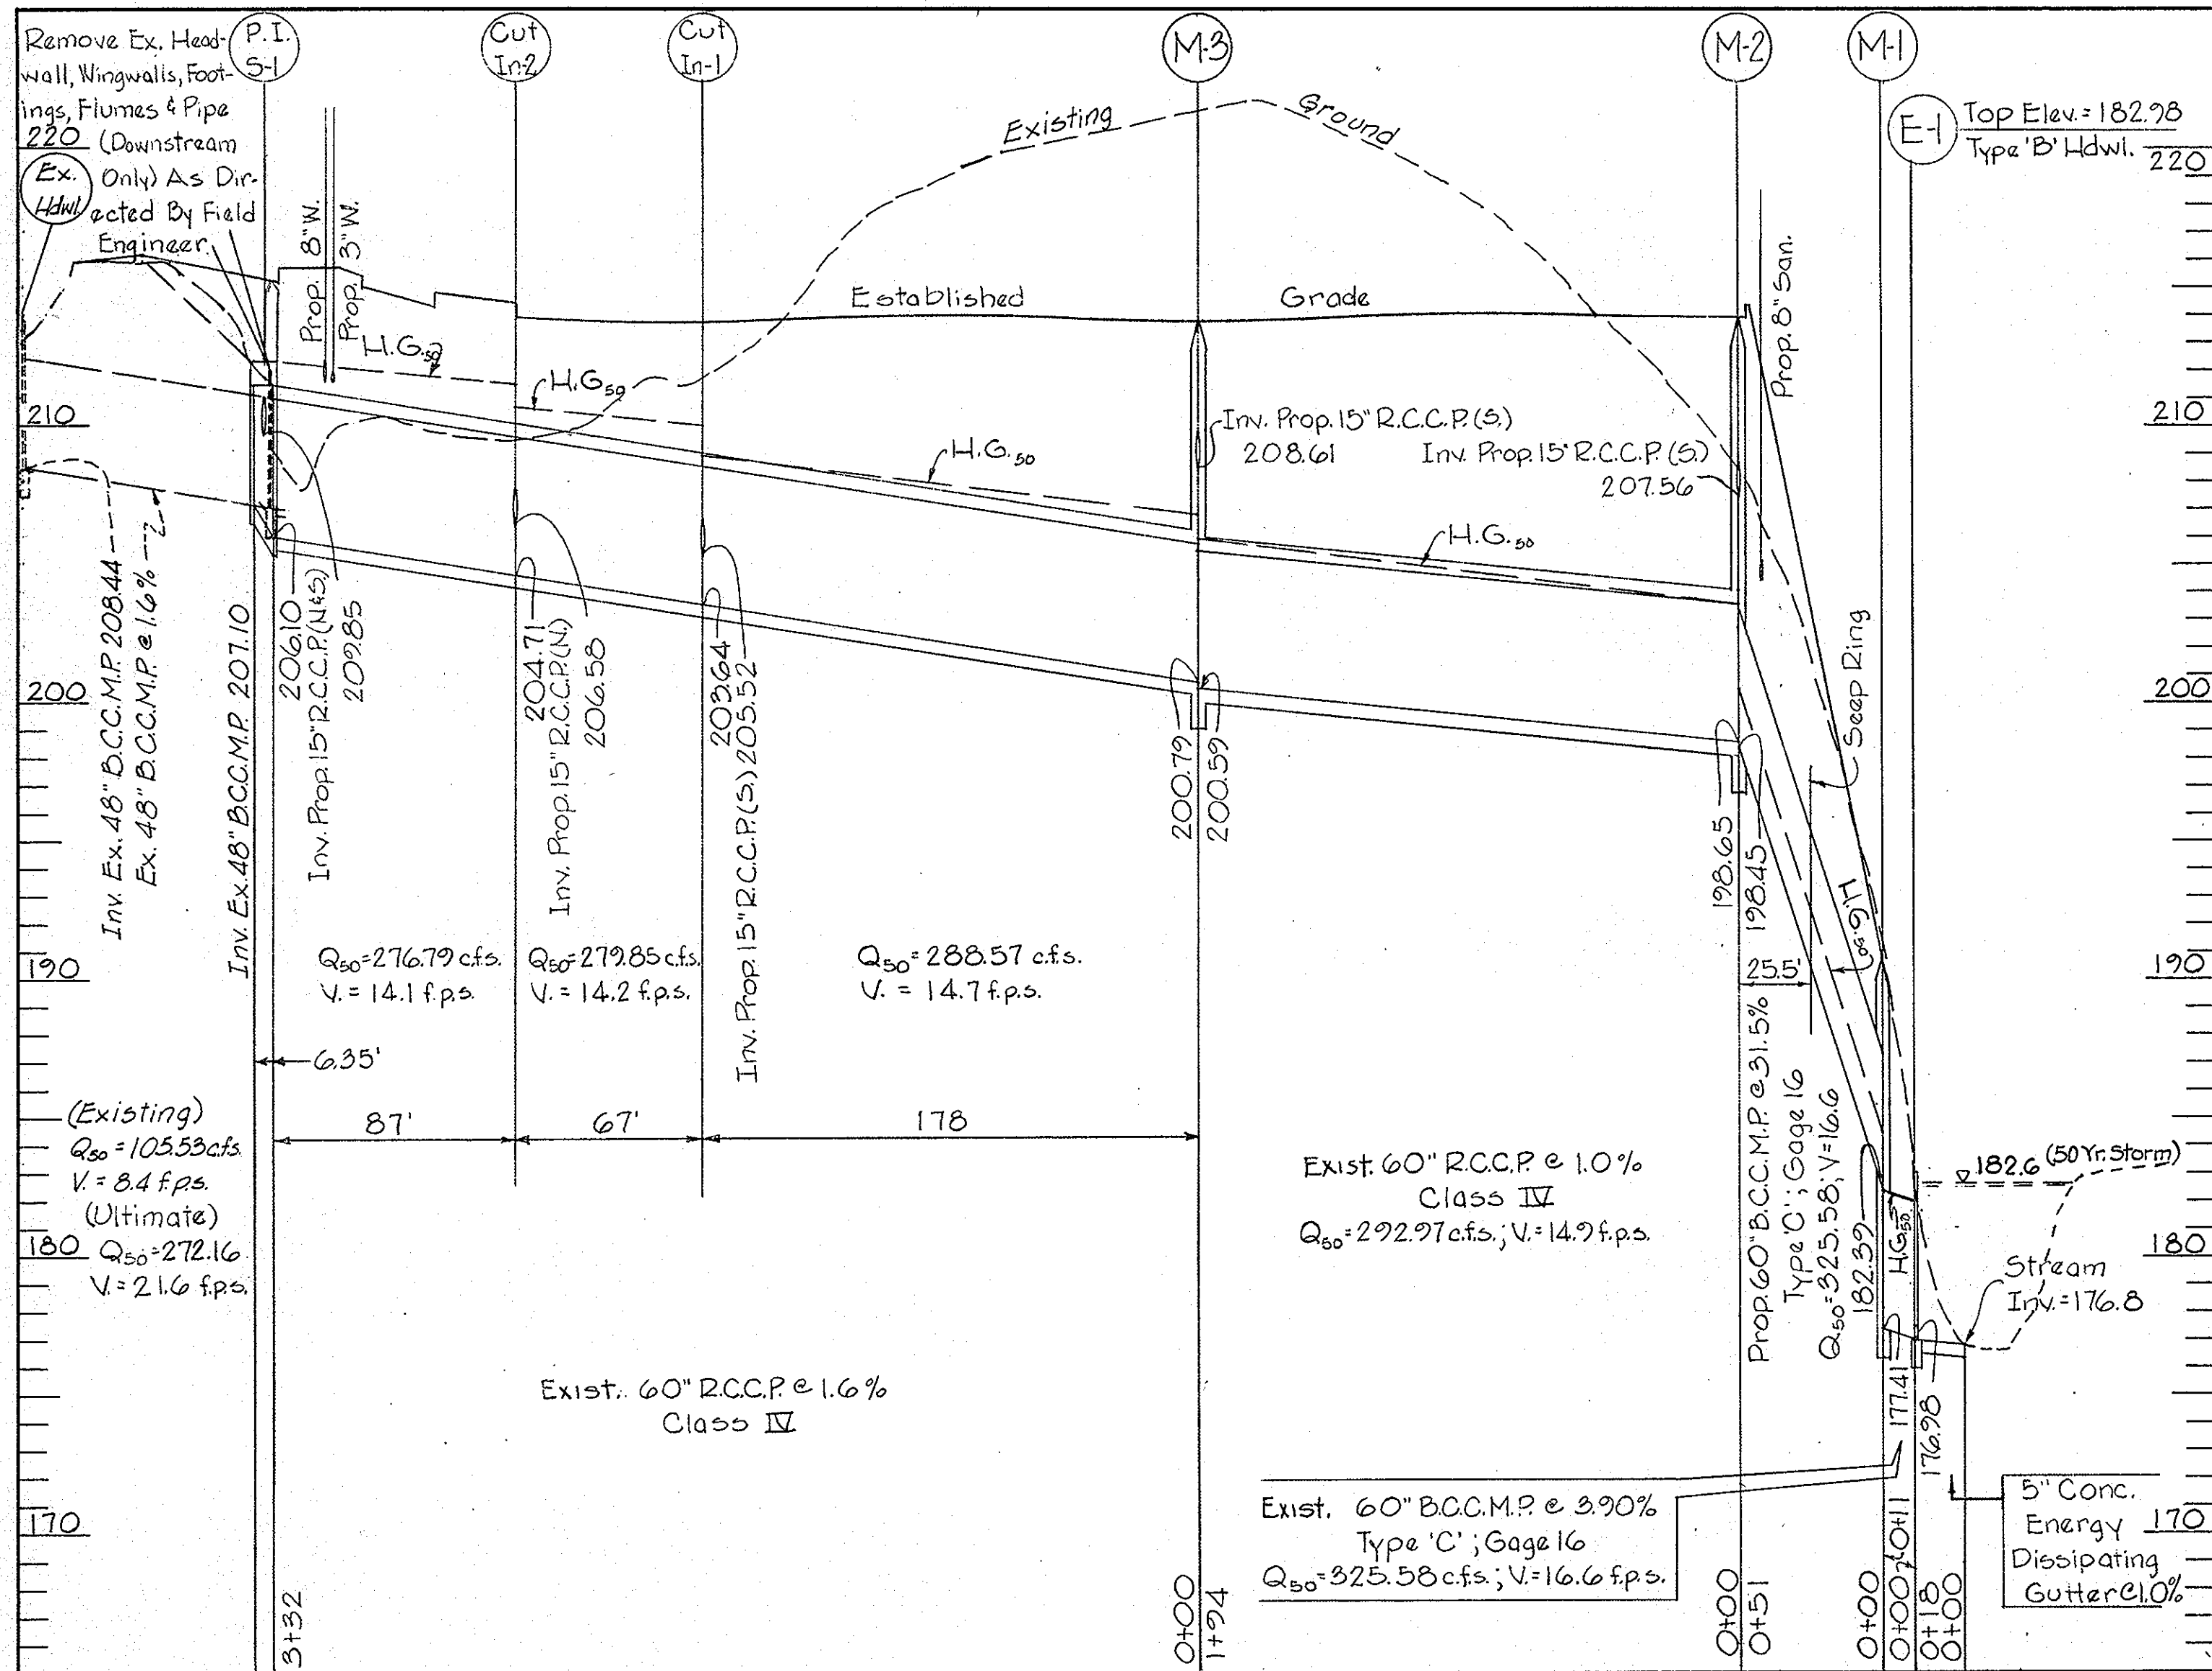 Remove Ex. Head-
wall, Wingwalls, Foot-
ings, Flumes & Pipe
(Downstream
Only) As Dir-
ected By Field
Engineer
P.I.
S-1
Cut
In-2
Cut
In-1
M-3
M-2
M-1
E-1
Top Elev.= 182.98
Type 'B' Hdwl.
220
220
Ex.
Hdwl.
Prop. 8"W.
Prop. 3"W.
H.G.50
H.G.50
Existing Ground
Established Grade
Prop. 8" San.
210
210
H.G.50
Inv. Prop. 15" R.C.C.P. (S.)
208.61
Inv. Prop. 15" R.C.C.P. (S.)
207.56
H.G.50
Inv. Ex. 48" B.C.C.M.P. 208.44
Ex. 48" B.C.C.M.P. @ 1.6%
Inv. Ex. 48" B.C.C.M.P. 207.10
206.10
Inv. Prop. 15" R.C.C.P. (N&S)
209.85
204.71
Inv. Prop. 15" R.C.C.P. (N.)
206.58
203.64
Inv. Prop. 15" R.C.C.P. (S.) 205.52
200
200
200.79
200.59
198.65
198.45
Seep Ring
H.G.50
25.5'
190
190
Q50=276.79 c.f.s.
V. = 14.1 f.p.s.
Q50=279.85 c.f.s.
V. = 14.2 f.p.s.
Q50=288.57 c.f.s.
V. = 14.7 f.p.s.
6.35'
87'
67'
178
(Existing)
Q50=105.53 c.f.s.
V. = 8.4 f.p.s.
(Ultimate)
Q50=272.16
V. = 21.6 f.p.s.
180
180
Exist. 60" R.C.C.P. @ 1.0%
Class IV
Q50=292.97 c.f.s.; V.=14.9 f.p.s.
Prop. 60" B.C.C.M.P. @ 31.5%
Type 'C'; Gage 16
Q50=325.58; V=16.6
182.39
H.G.50
182.6 (50 Yr. Storm)
Stream
Inv.=176.8
Exist. 60" R.C.C.P. @ 1.6%
Class IV
177.41
176.98
Exist. 60" B.C.C.M.P. @ 3.90%
Type 'C'; Gage 16
Q50=325.58 c.f.s.; V.=16.6 f.p.s.
5" Conc.
Energy
Dissipating
Gutter @ 1.0%
170
170
3+32
0+00
1+94
0+00
0+51
0+00
0+00
0+11
0+18
0+00